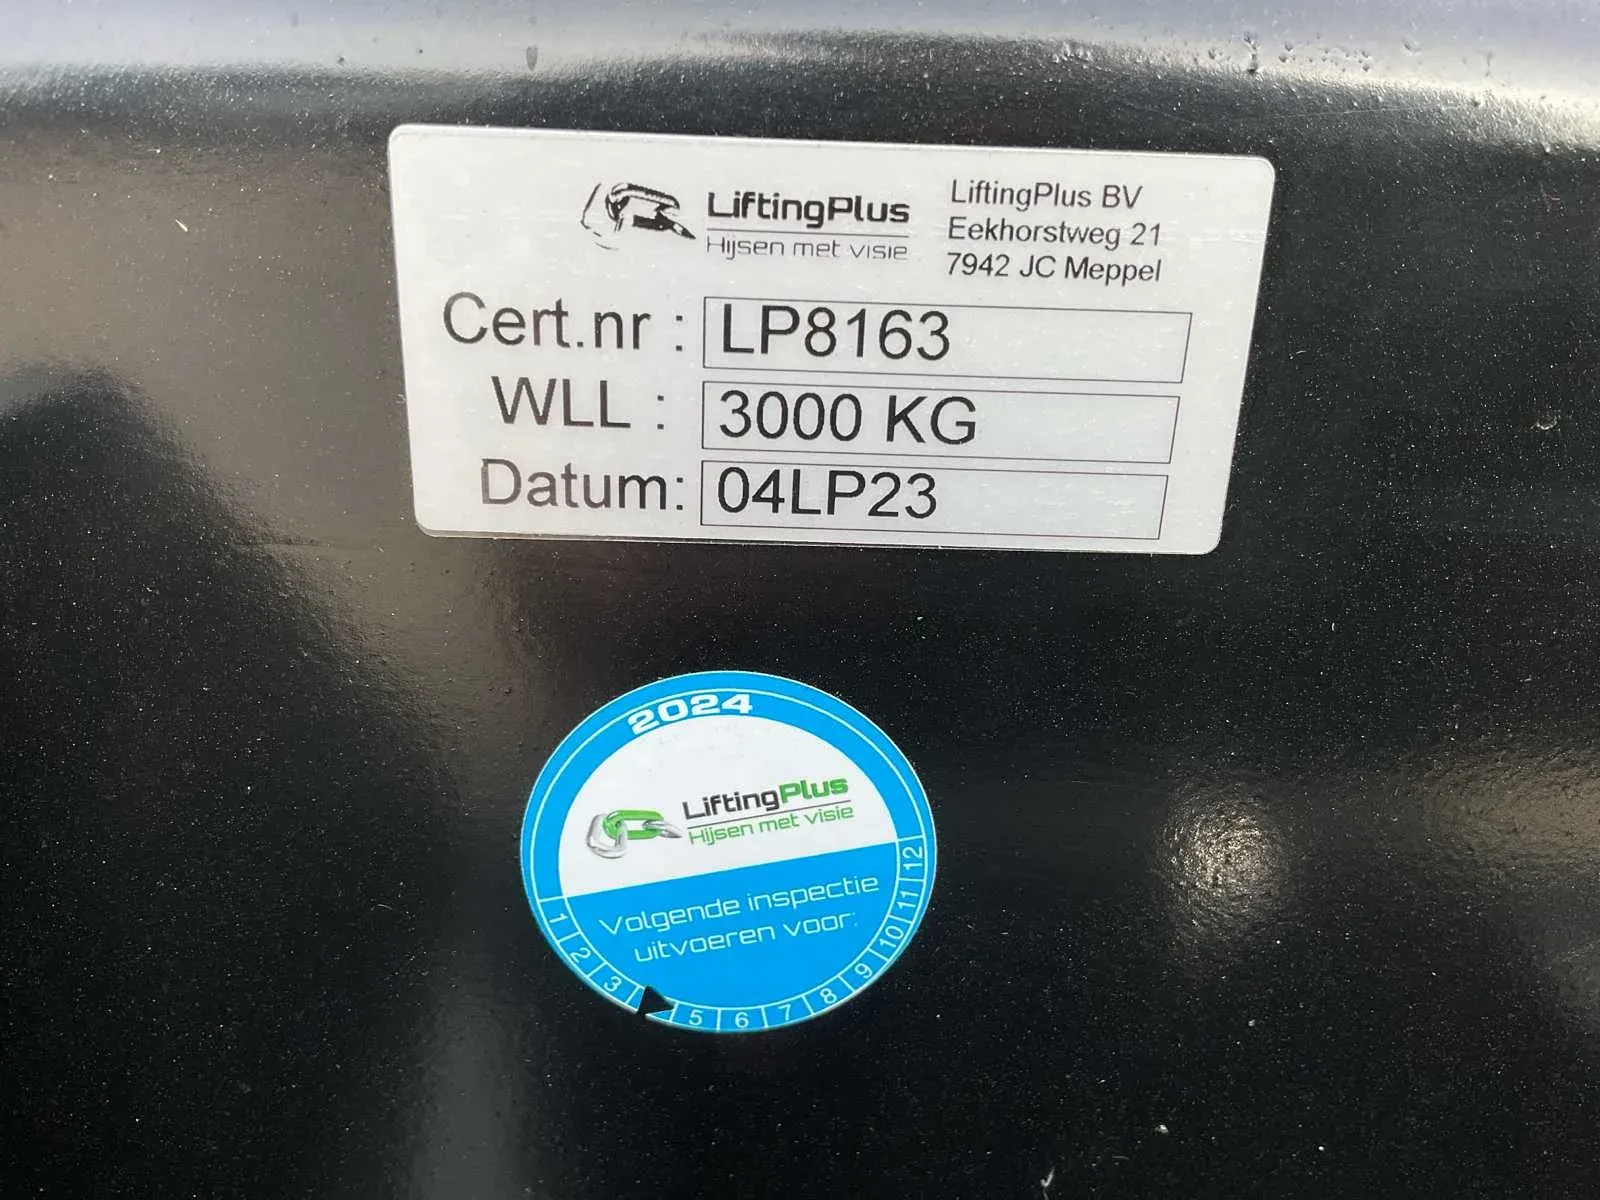 LiftingPlus
Hijsen met visie
LiftingPlus BV
Eekhorstweg 21
7942 JC Meppel
Cert.nr : LP8163
WLL : 3000 KG
Datum: 04LP23
2024
LiftingPlus
Hijsen met visie
Volgende inspectie
uitvoeren voor:
1 2 3 5 6 7 8 9 10 11 12